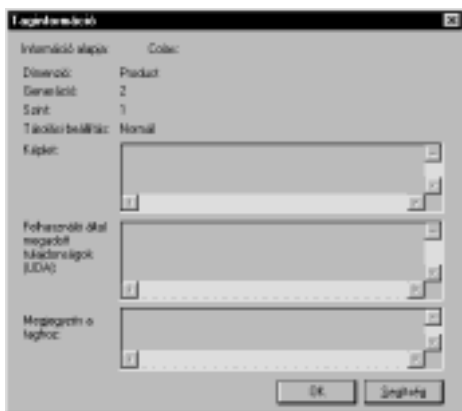 Taginformáció
Információ alapja: Colas:
Dimenzió: Product
Generáció: 2
Szint: 1
Tárolási beállítás: Normál
Képlet:
Felhasználó által
megadott
tulajdonságok
(UDA):
Megjegyzés a
taghoz:
OK Segítség